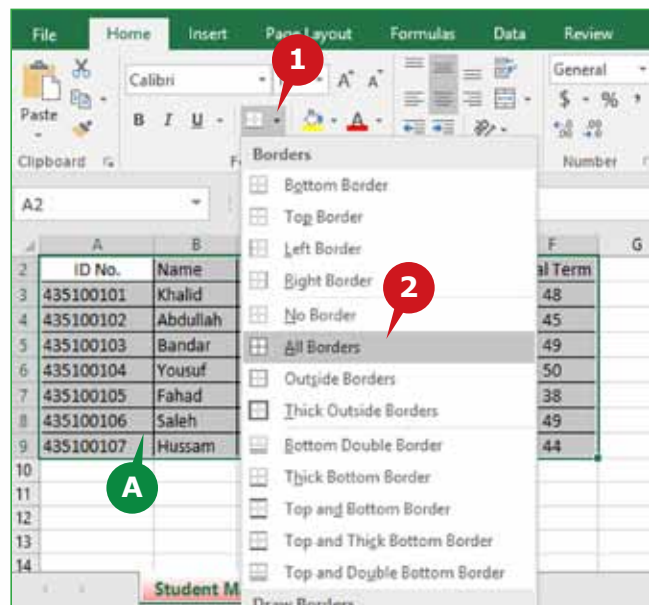 File Home Insert Page Layout Formulas Data Review
1
Calibri A A General
Paste B I U A $ % ,
Clipboard Number
Borders
A2
Bottom Border
Top Border
Left Border
Right Border
2
No Border
All Borders
Outside Borders
Thick Outside Borders
Bottom Double Border
Thick Bottom Border
Top and Bottom Border
Top and Thick Bottom Border
Top and Double Bottom Border
Draw Borders
A B F G
2 ID No. Name al Term
3 435100101 Khalid 48
4 435100102 Abdullah 45
5 435100103 Bandar 49
6 435100104 Yousuf 50
7 435100105 Fahad 38
8 435100106 Saleh 49
9 435100107 Hussam 44
10
A
11
12
13
14
Student M